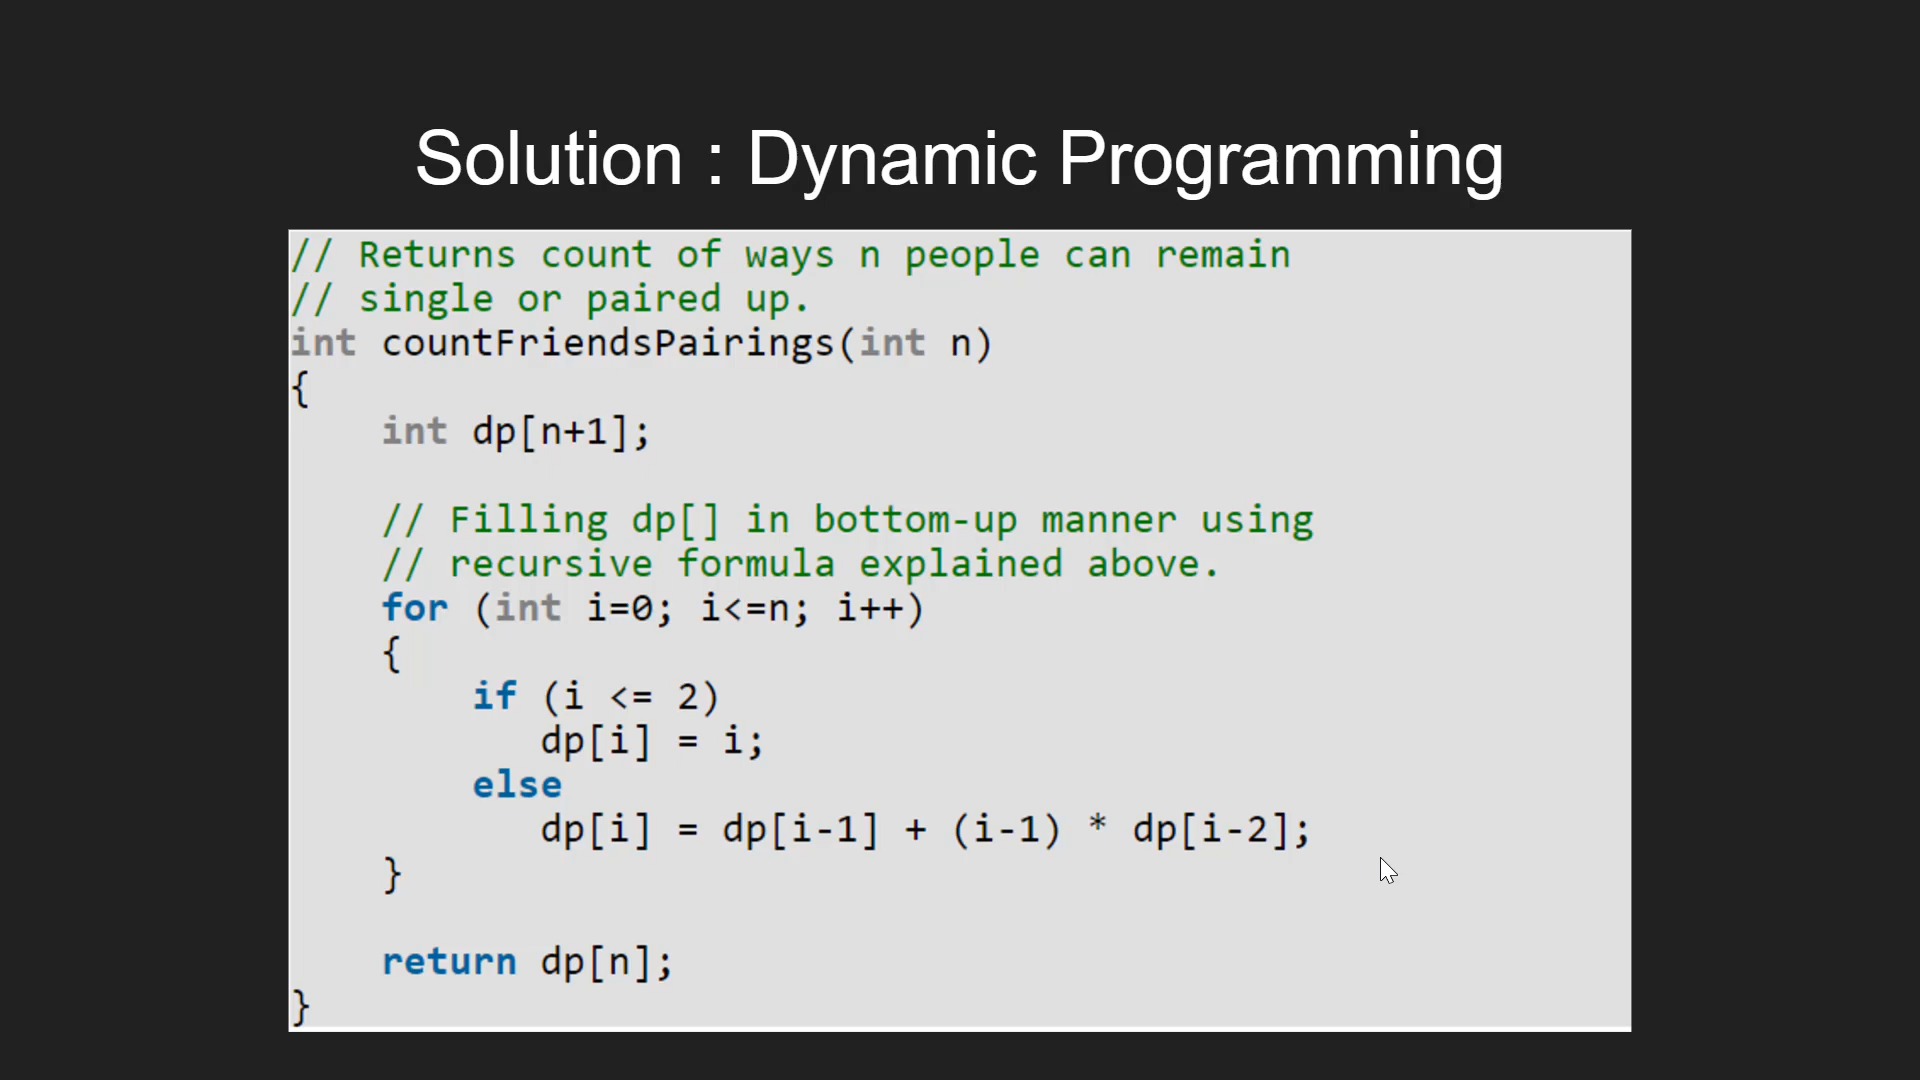 Solution : Dynamic Programming
// Returns count of ways n people can remain
// single or paired up.
int countFriendsPairings(int n)
{
    int dp[n+1];

    // Filling dp[] in bottom-up manner using
    // recursive formula explained above.
    for (int i=0; i<=n; i++)
    {
        if (i <= 2)
           dp[i] = i;
        else
           dp[i] = dp[i-1] + (i-1) * dp[i-2];
    }

    return dp[n];
}